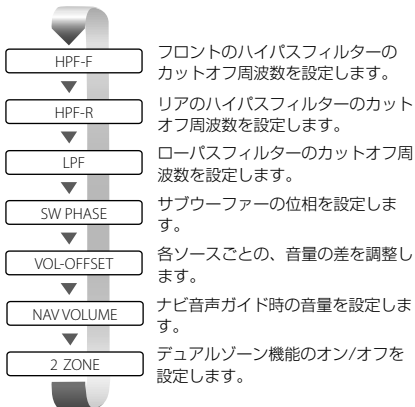 HPF-F
フロントのハイパスフィルターの
カットオフ周波数を設定します。
HPF-R
リアのハイパスフィルターのカット
オフ周波数を設定します。
LPF
ローパスフィルターのカットオフ周
波数を設定します。
SW PHASE
サブウーファーの位相を設定しま
す。
VOL-OFFSET
各ソースごとの、音量の差を調整し
ます。
NAV VOLUME
ナビ音声ガイド時の音量を設定しま
す。
2 ZONE
デュアルゾーン機能のオン/オフを
設定します。